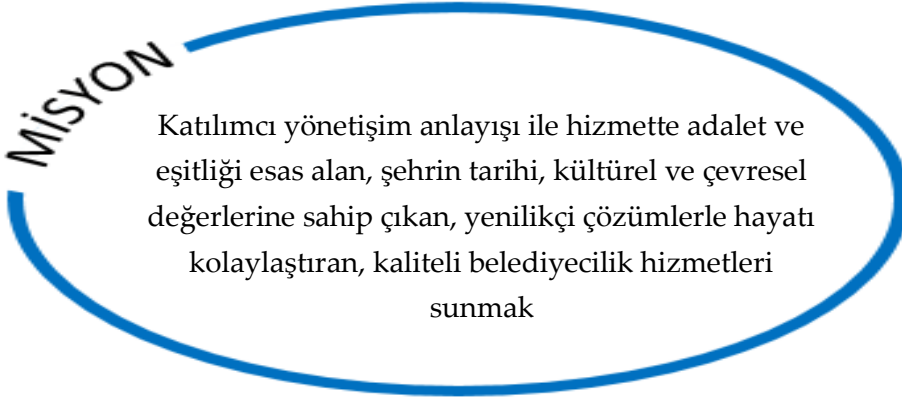 MİSYON
Katılımcı yönetişim anlayışı ile hizmette adalet ve
eşitliği esas alan, şehrin tarihi, kültürel ve çevresel
değerlerine sahip çıkan, yenilikçi çözümlerle hayatı
kolaylaştıran, kaliteli belediyecilik hizmetleri
sunmak